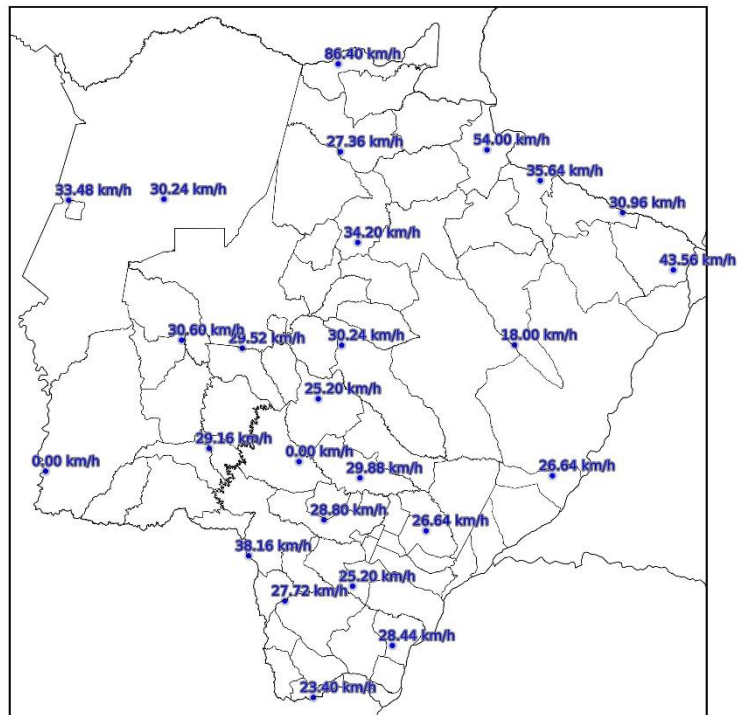 86.40 km/h
27.36 km/h
54.00 km/h
35.64 km/h
33.48 km/h
30.24 km/h
30.96 km/h
34.20 km/h
43.56 km/h
30.60 km/h
29.52 km/h
30.24 km/h
18.00 km/h
25.20 km/h
29.16 km/h
0.00 km/h
0.00 km/h
29.88 km/h
26.64 km/h
28.80 km/h
26.64 km/h
38.16 km/h
27.72 km/h
25.20 km/h
28.44 km/h
23.40 km/h